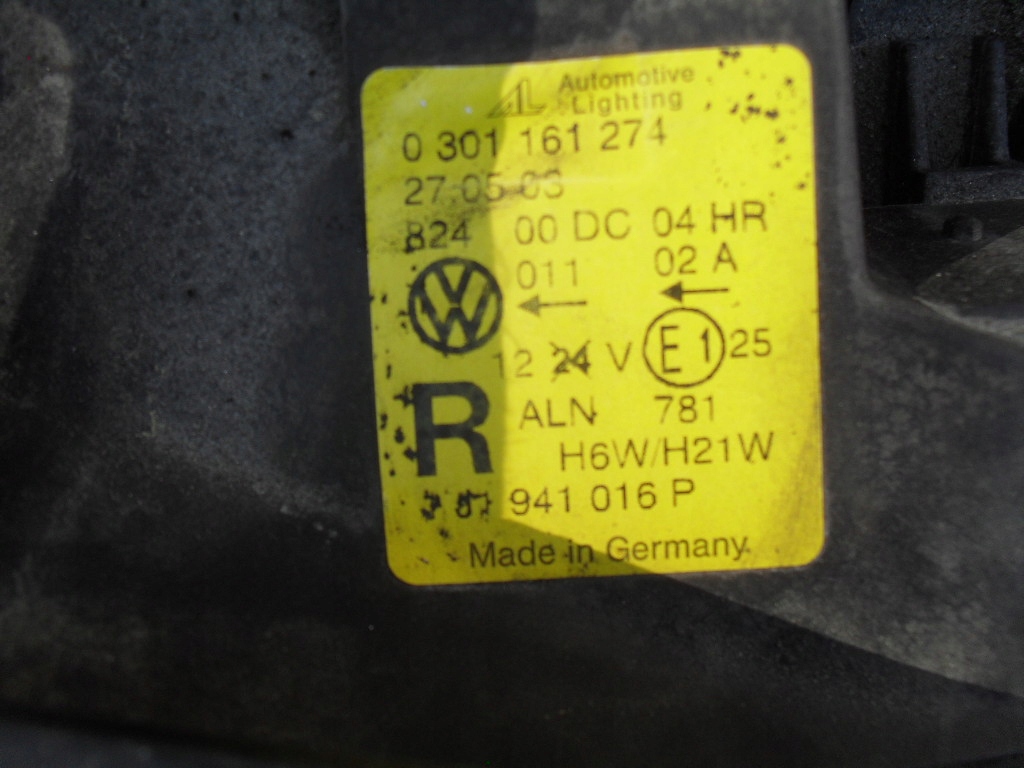 AL Automotive
Lighting
0 301 161 274
27.05.03
824 00 DC 04 HR
011 02 A
12 24 V E1 25
R ALN 781
H6W/H21W
941 016 P
Made in Germany